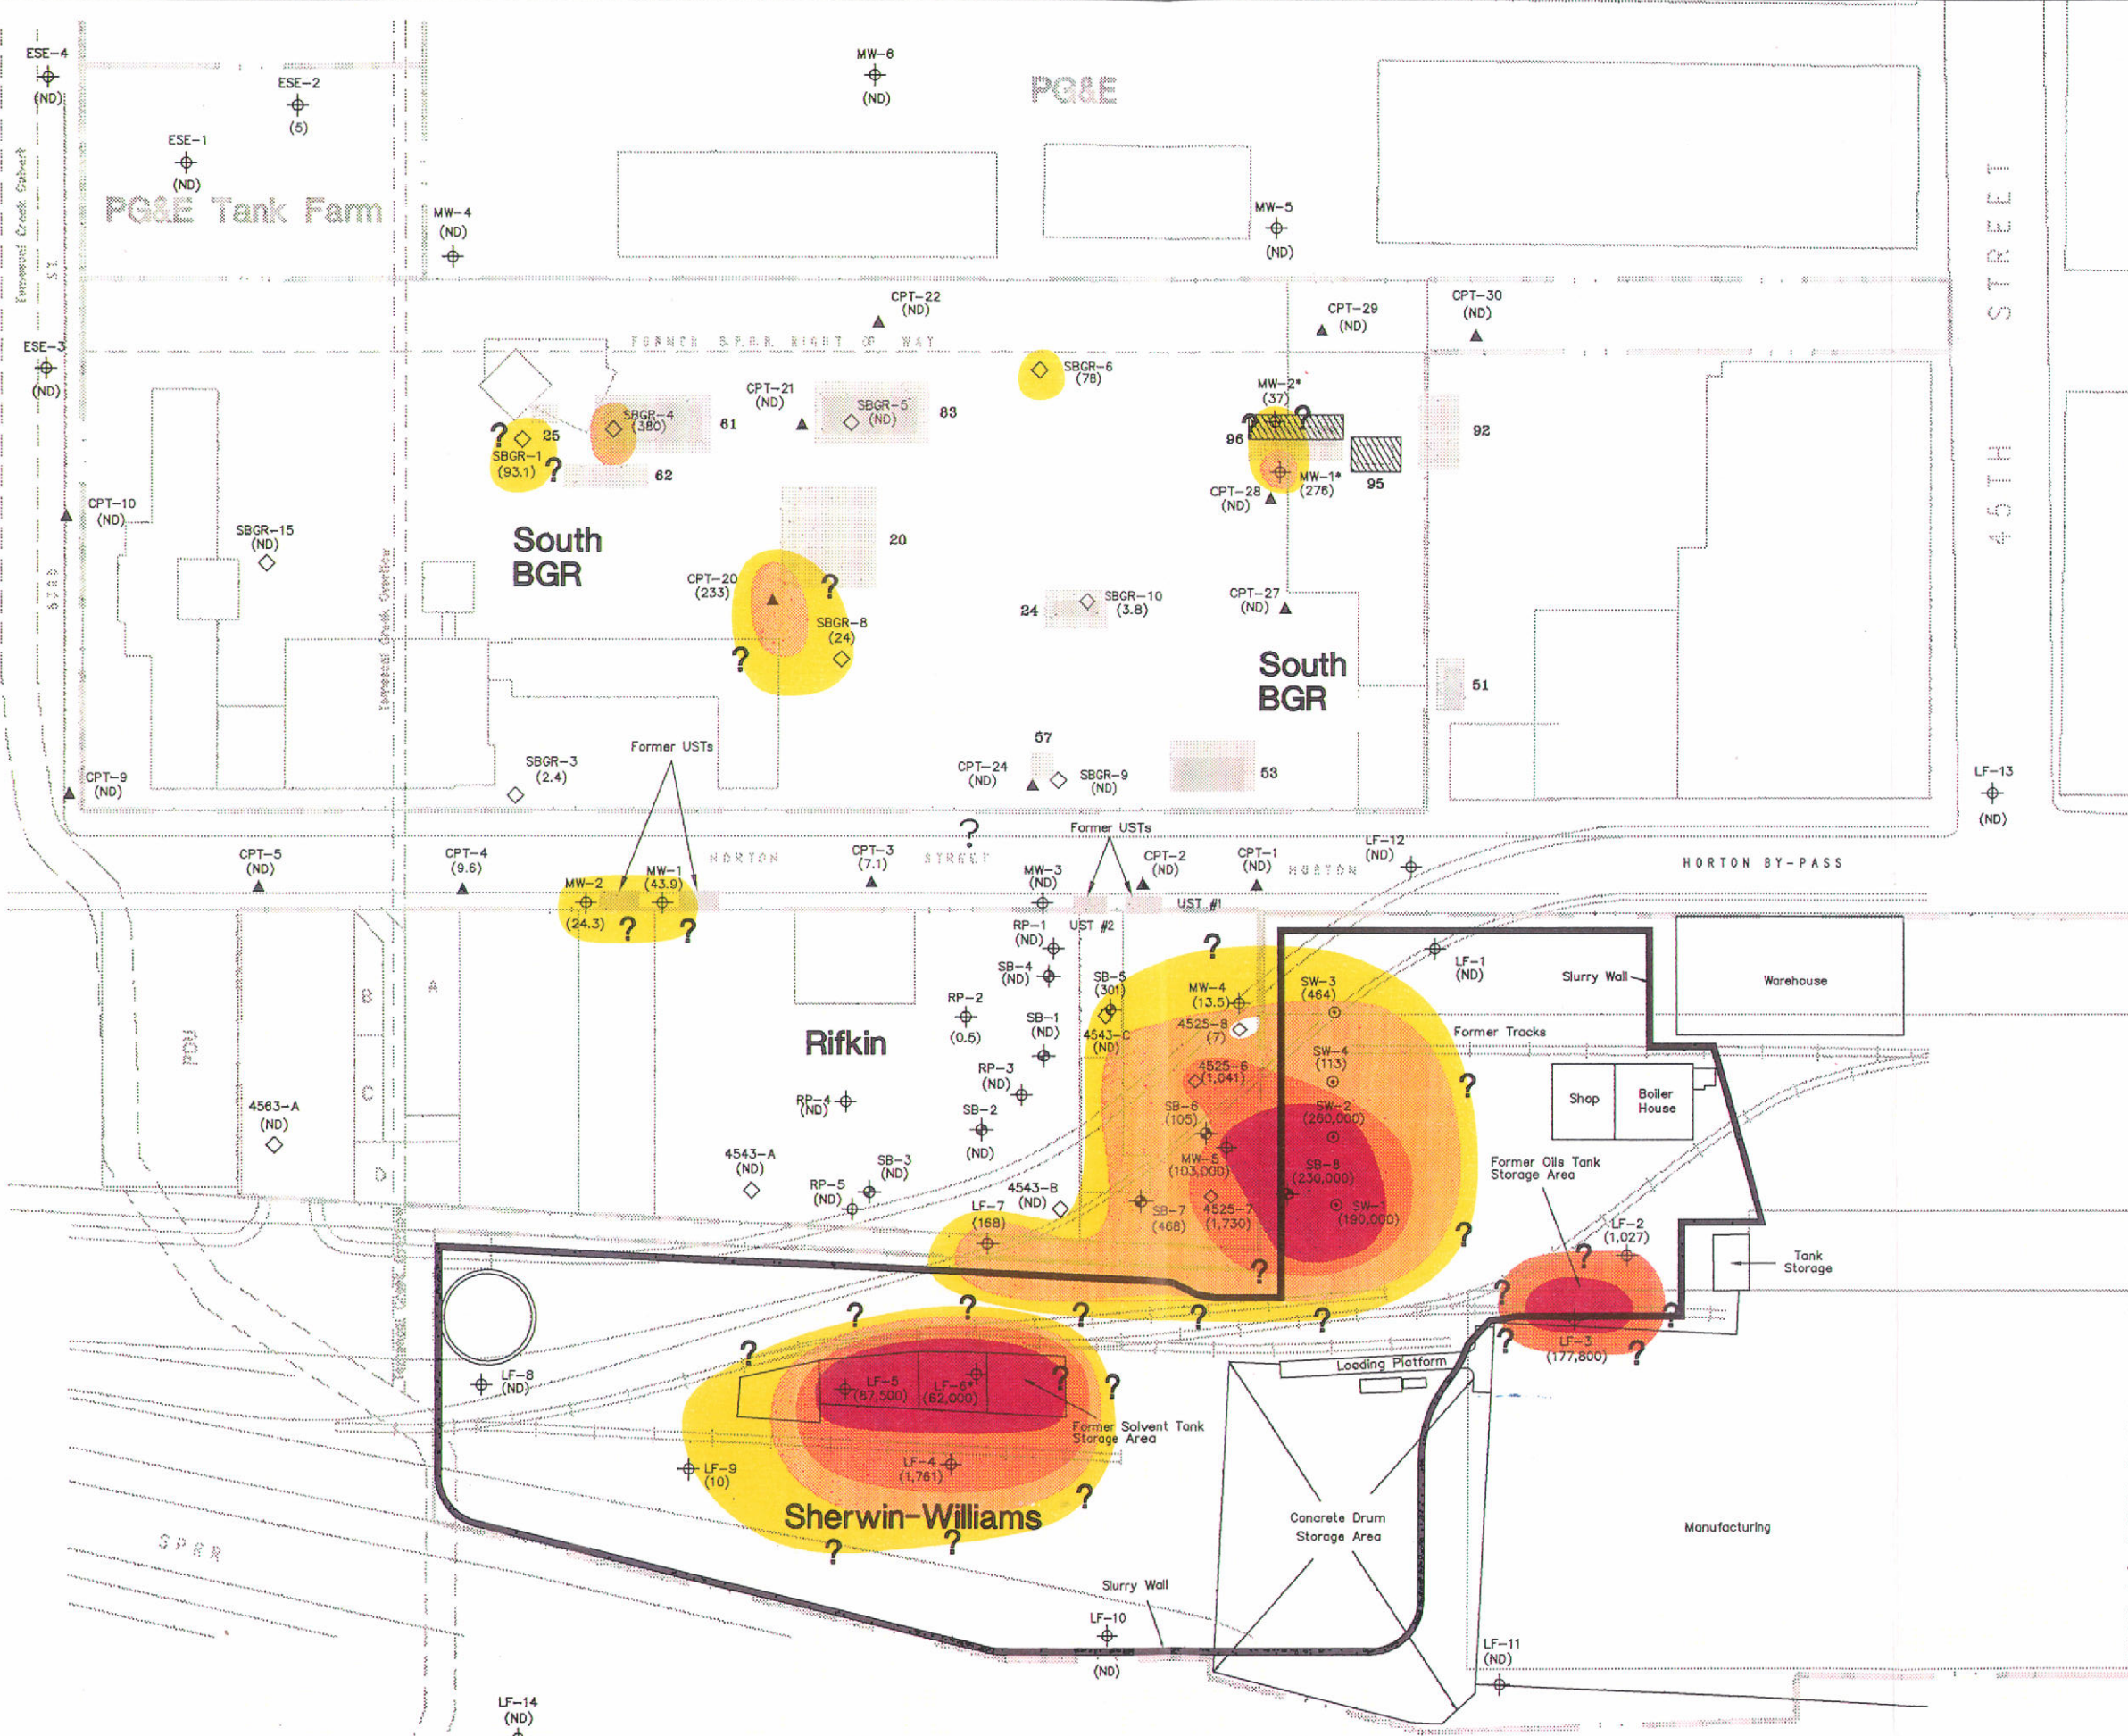 ESE-4
(ND)
ESE-2
(5)
ESE-1
(ND)
PG&E Tank Farm
MW-6
(ND)
PG&E
MW-4
(ND)
MW-5
(ND)
45TH STREET
ESE-3
(ND)
CPT-22
(ND)
CPT-29
(ND)
CPT-30
(ND)
FORMER S.P.R.R. RIGHT OF WAY
SBGR-6
(78)
CPT-21
(ND)
SBGR-5
(ND)
83
MW-2*
(37)
?
?
96
92
SBGR-4
(380)
61
?
25
SBGR-1
(93.1)
?
62
MW-1*
(276)
95
CPT-28
(ND)
CPT-10
(ND)
SBGR-15
(ND)
South
BGR
20
CPT-20
(233)
?
SBGR-8
(24)
?
24
SBGR-10
(3.8)
CPT-27
(ND)
South
BGR
51
57
CPT-24
(ND)
SBGR-9
(ND)
53
Former USTs
SBGR-3
(2.4)
CPT-9
(ND)
LF-13
(ND)
?
Former USTs
CPT-5
(ND)
CPT-4
(9.6)
HORTON STREET
CPT-3
(7.1)
MW-3
(ND)
CPT-2
(ND)
CPT-1
(ND)
HORTON
LF-12
(ND)
HORTON BY-PASS
MW-2
(24.3)
MW-1
(43.9)
?
?
UST #1
UST #2
RP-1
(ND)
SB-4
(ND)
SB-5
(301)
?
MW-4
(13.5)
SW-3
(464)
LF-1
(ND)
Slurry Wall
Warehouse
A
B
C
D
Rifkin
RP-2
(0.5)
SB-1
(ND)
4543-C
(ND)
4525-8
(7)
Former Tracks
SW-4
(113)
RP-3
(ND)
4525-6
(1,041)
?
Shop
Boiler
House
RP-4
(ND)
SB-2
(ND)
SB-6
(105)
SW-2
(260,000)
4563-A
(ND)
4543-A
(ND)
SB-3
(ND)
MW-5
(103,000)
SB-8
(230,000)
Former Oils Tank
Storage Area
RP-5
(ND)
4543-B
(ND)
LF-7
(168)
SB-7
(468)
4525-7
(1,730)
SW-1
(190,000)
?
?
LF-2
(1,027)
?
Tank
Storage
?
?
?
?
?
?
?
?
?
?
LF-3
(177,800)
?
Loading Platform
LF-8
(ND)
LF-5
(87,500)
LF-6*
(62,000)
?
?
Former Solvent Tank
Storage Area
LF-9
(10)
LF-4
(1,761)
?
Sherwin-Williams
?
?
Concrete Drum
Storage Area
Manufacturing
SPRR
Slurry Wall
LF-10
(ND)
LF-11
(ND)
LF-14
(ND)